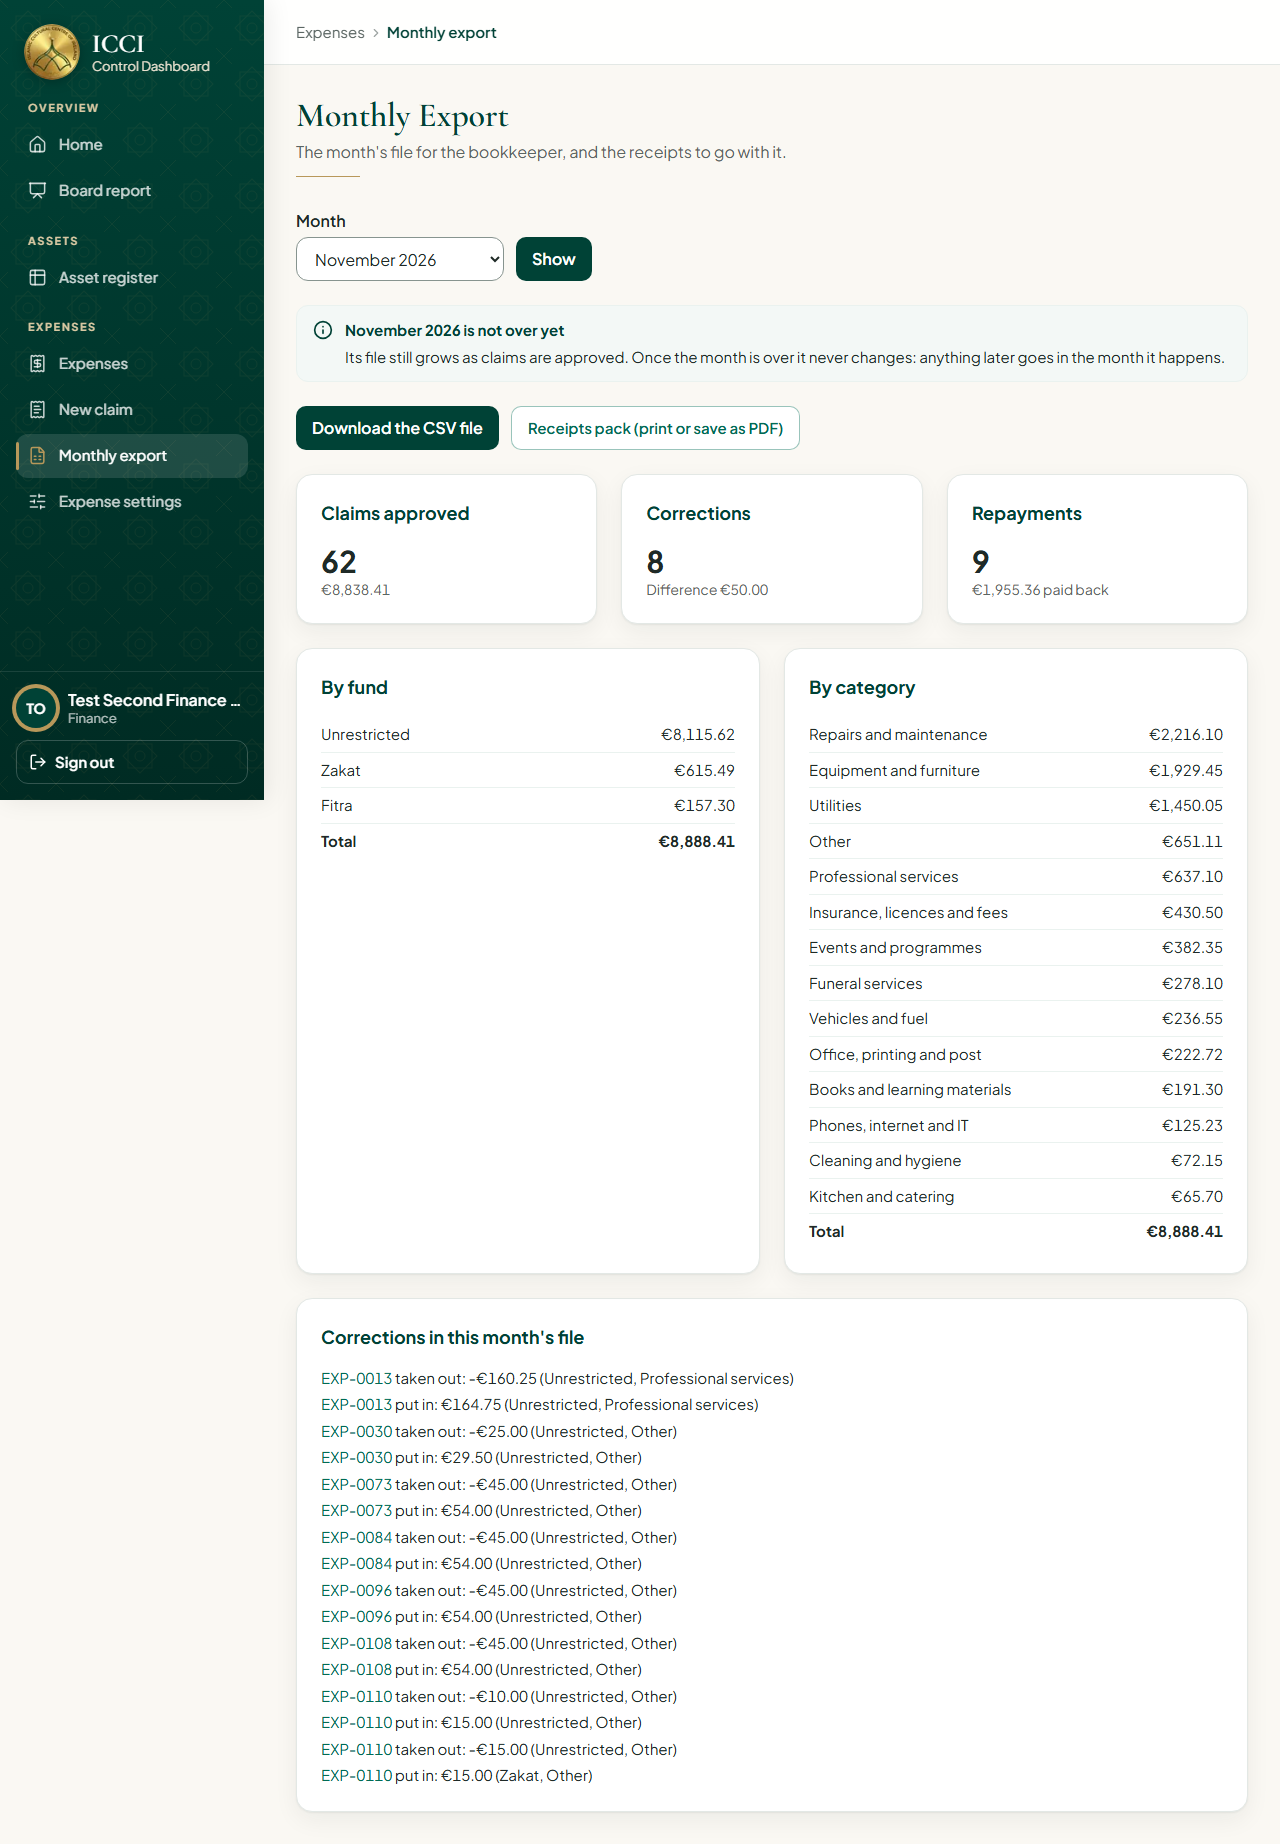 ICCI
Control Dashboard
OVERVIEW
Home
Board report
ASSETS
Asset register
EXPENSES
Expenses
New claim
Monthly export
Expense settings
TO
Test Second Finance ...
Finance
Sign out
Expenses > Monthly export
Monthly Export
The month's file for the bookkeeper, and the receipts to go with it.
Month
November 2026
Show
November 2026 is not over yet
Its file still grows as claims are approved. Once the month is over it never changes: anything later goes in the month it happens.
Download the CSV file
Receipts pack (print or save as PDF)
Claims approved
62
€8,838.41
Corrections
8
Difference €50.00
Repayments
9
€1,955.36 paid back
By fund
Unrestricted €8,115.62
Zakat €615.49
Fitra €157.30
Total €8,888.41
By category
Repairs and maintenance €2,216.10
Equipment and furniture €1,929.45
Utilities €1,450.05
Other €651.11
Professional services €637.10
Insurance, licences and fees €430.50
Events and programmes €382.35
Funeral services €278.10
Vehicles and fuel €236.55
Office, printing and post €222.72
Books and learning materials €191.30
Phones, internet and IT €125.23
Cleaning and hygiene €72.15
Kitchen and catering €65.70
Total €8,888.41
Corrections in this month's file
EXP-0013 taken out: -€160.25 (Unrestricted, Professional services)
EXP-0013 put in: €164.75 (Unrestricted, Professional services)
EXP-0030 taken out: -€25.00 (Unrestricted, Other)
EXP-0030 put in: €29.50 (Unrestricted, Other)
EXP-0073 taken out: -€45.00 (Unrestricted, Other)
EXP-0073 put in: €54.00 (Unrestricted, Other)
EXP-0084 taken out: -€45.00 (Unrestricted, Other)
EXP-0084 put in: €54.00 (Unrestricted, Other)
EXP-0096 taken out: -€45.00 (Unrestricted, Other)
EXP-0096 put in: €54.00 (Unrestricted, Other)
EXP-0108 taken out: -€45.00 (Unrestricted, Other)
EXP-0108 put in: €54.00 (Unrestricted, Other)
EXP-0110 taken out: -€10.00 (Unrestricted, Other)
EXP-0110 put in: €15.00 (Unrestricted, Other)
EXP-0110 taken out: -€15.00 (Unrestricted, Other)
EXP-0110 put in: €15.00 (Zakat, Other)